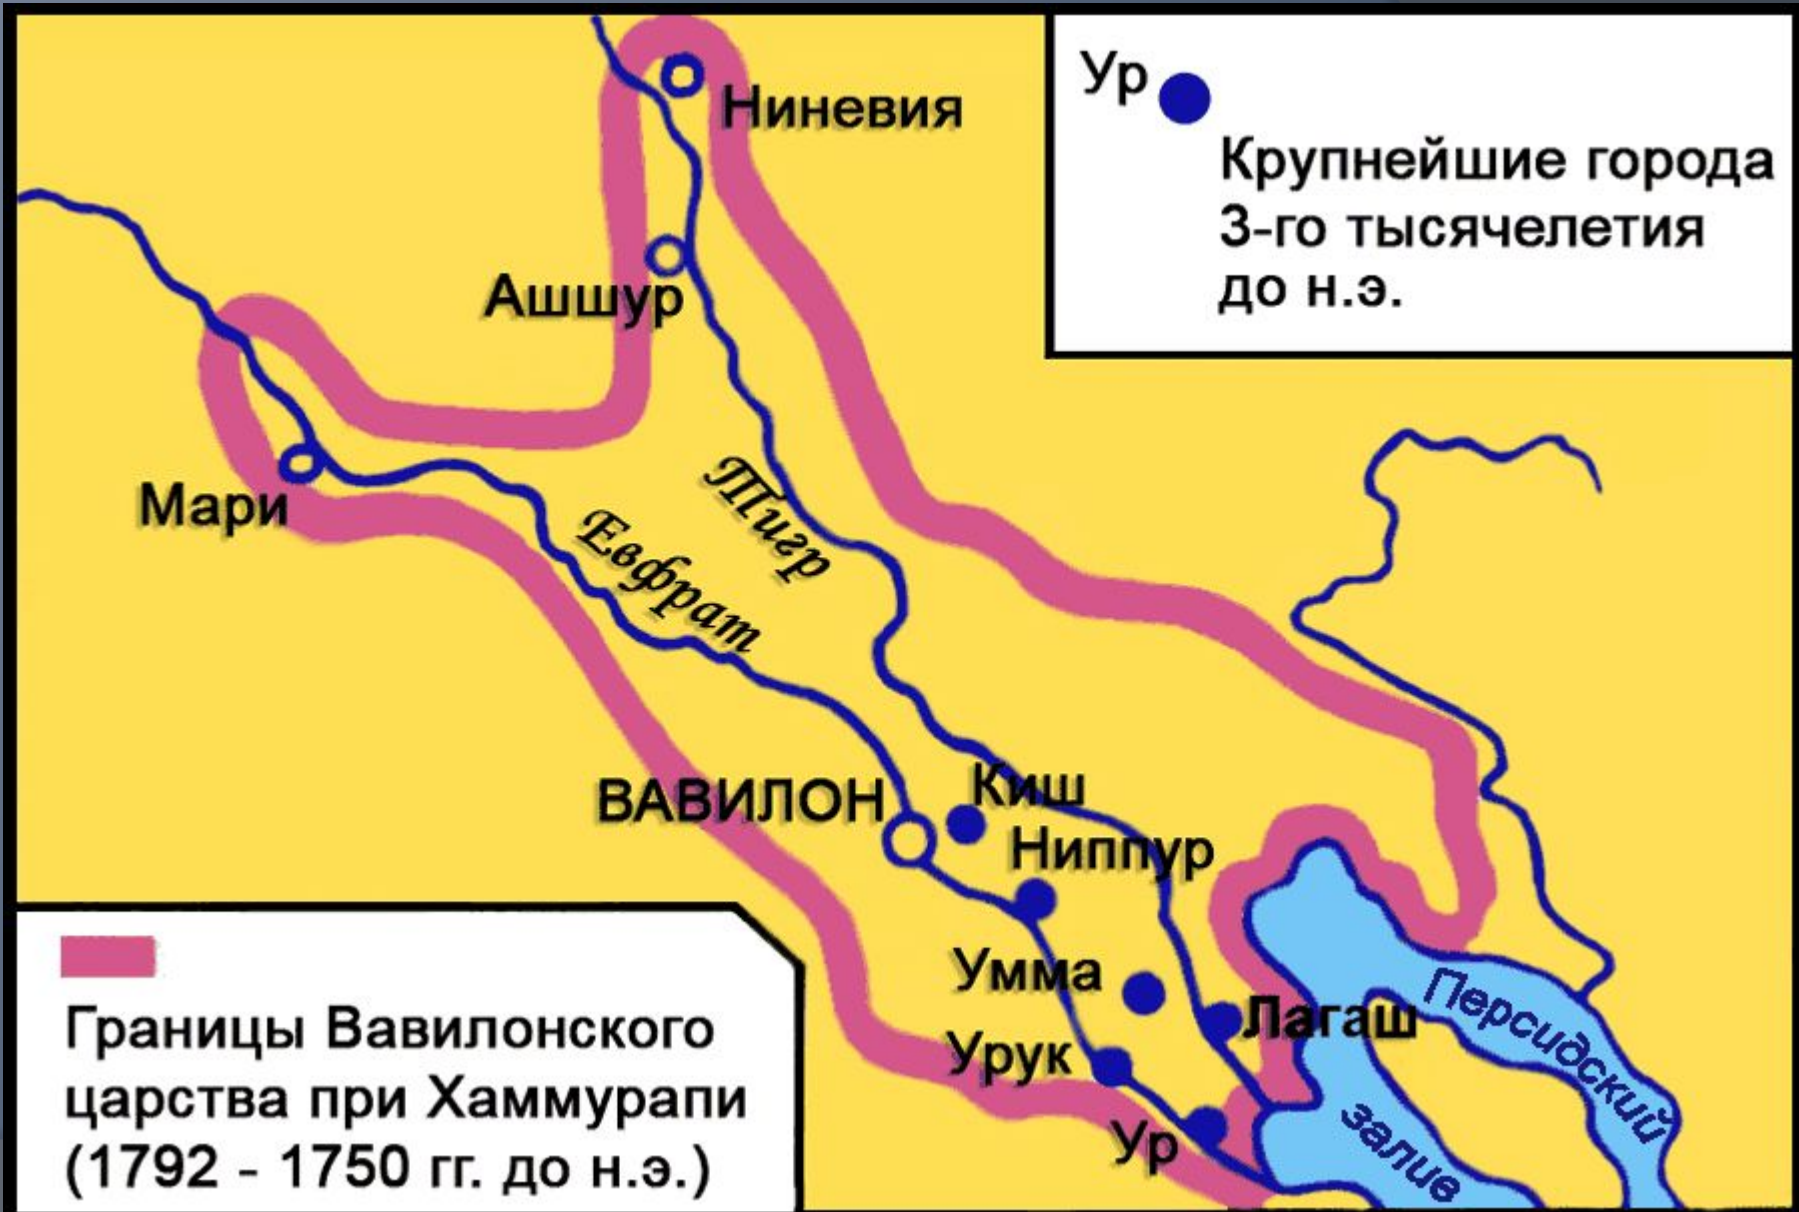 Ур
Крупнейшие города
3-го тысячелетия
до н.э.
Ниневия
Ашшур
Мари
Тигр
Евфрат
ВАВИЛОН
Киш
Ниппур
Умма
Лагаш
Урук
Ур
Персидский
залив
Границы Вавилонского
царства при Хаммурапи
(1792 - 1750 гг. до н.э.)